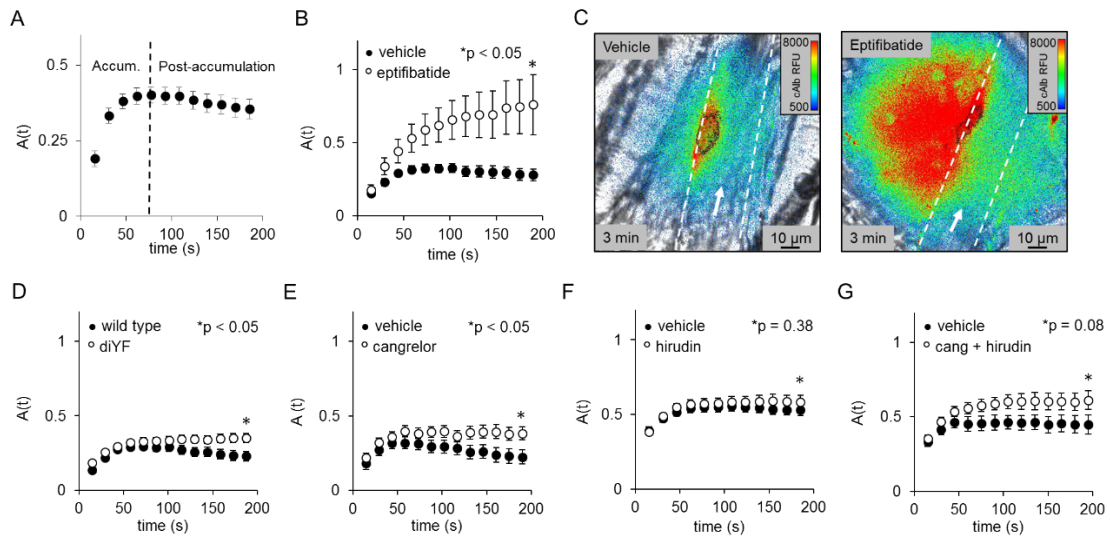 A
A(t)
0.5
0.25
0
Accum.
Post-accumulation
0 50 100 150 200
time (s)
B
A(t)
1
0.5
0
vehicle
eptifibatide
*p < 0.05
*
0 50 100 150 200
time (s)
C
Vehicle
8000
cAlb RFU
500
3 min
10 µm
Eptifibatide
8000
cAlb RFU
500
3 min
10 µm
D
A(t)
1
0.5
0
wild type
diYF
*p < 0.05
*
0 50 100 150 200
time (s)
E
A (t)
1
0.5
0
vehicle
cangrelor
*p < 0.05
*
0 50 100 150 200
time (s)
F
A(t)
1
0.5
0
vehicle
hirudin
*p = 0.38
*
0 50 100 150 200
time (s)
G
A(t)
1
0.5
0
vehicle
cang + hirudin
*p = 0.08
*
0 50 100 150 200
time (s)